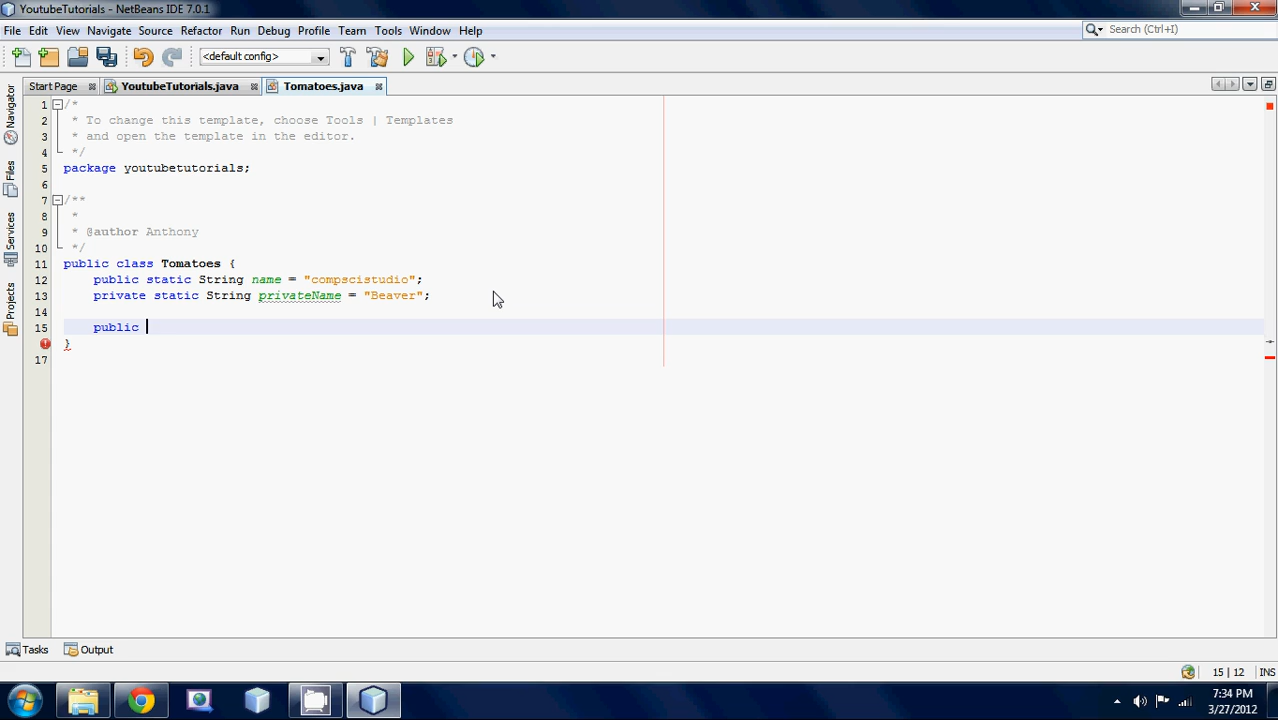 YoutubeTutorials - NetBeans IDE 7.0.1
File Edit View Navigate Source Refactor Run Debug Profile Team Tools Window Help
Search (Ctrl+I)
<default config>
Start Page YoutubeTutorials.java Tomatoes.java
Navigator
Files
Services
Projects
1 /*
2 * To change this template, choose Tools | Templates
3 * and open the template in the editor.
4 */
5 package youtubetutorials;
6
7 /**
8 *
9 * @author Anthony
10 */
11 public class Tomatoes {
12 public static String name = "compscistudio";
13 private static String privateName = "Beaver";
14
15 public
}
17
Tasks Output
15 | 12 INS
7:34 PM
3/27/2012